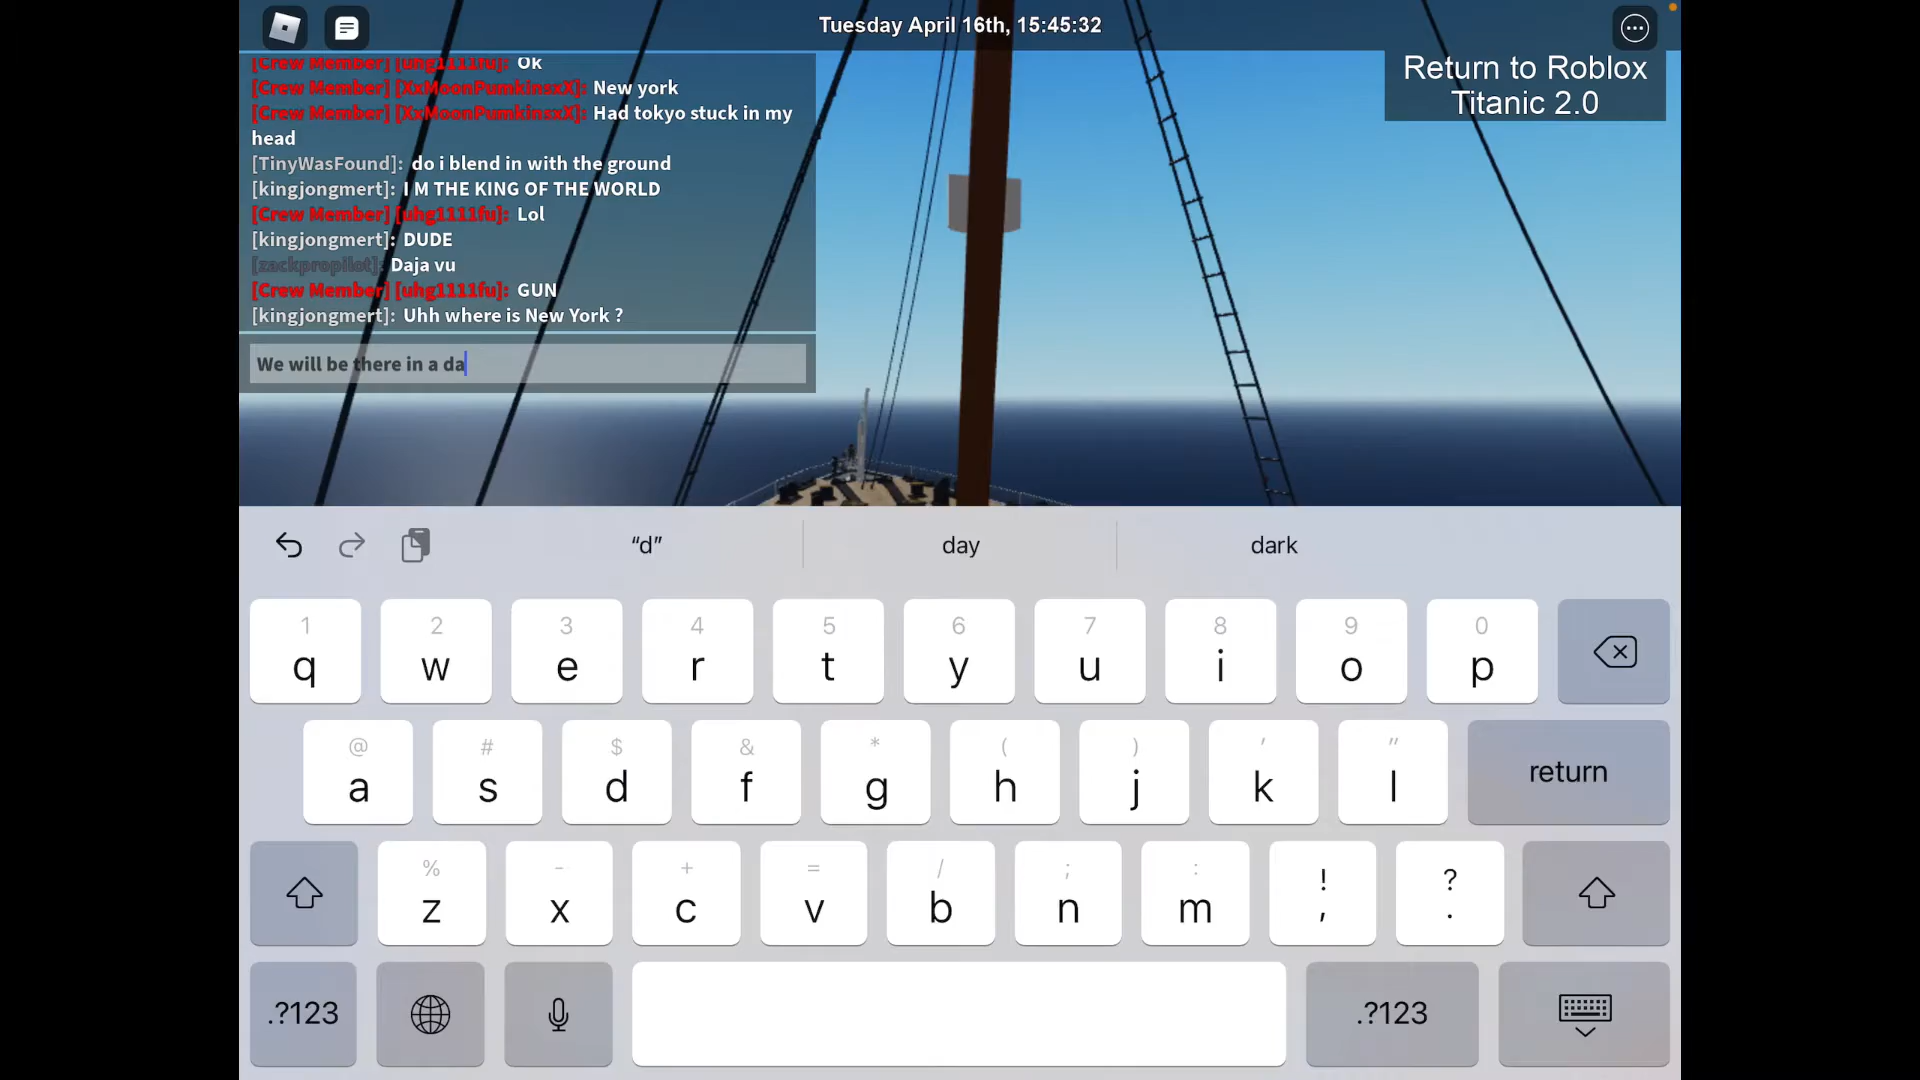 Tuesday April 16th, 15:45:32
Return to Roblox
Titanic 2.0
[Crew Member] [uhg1111fu]: Ok
[Crew Member] [XxMoonPumkinsxX]: New york
[Crew Member] [XxMoonPumkinsxX]: Had tokyo stuck in my
head
[TinyWasFound]: do i blend in with the ground
[kingjongmert]: I M THE KING OF THE WORLD
[Crew Member] [uhg1111fu]: Lol
[kingjongmert]: DUDE
[zackpropilot]: Daja vu
[Crew Member] [uhg1111fu]: GUN
[kingjongmert]: Uhh where is New York ?
We will be there in a da
“d” day dark
1 2 3 4 5 6 7 8 9 0
q w e r t y u i o p
@ # $ & * ( ) ' "
a s d f g h j k l return
% - + = / ; : ! ?
z x c v b n m , .
.?123 .?123